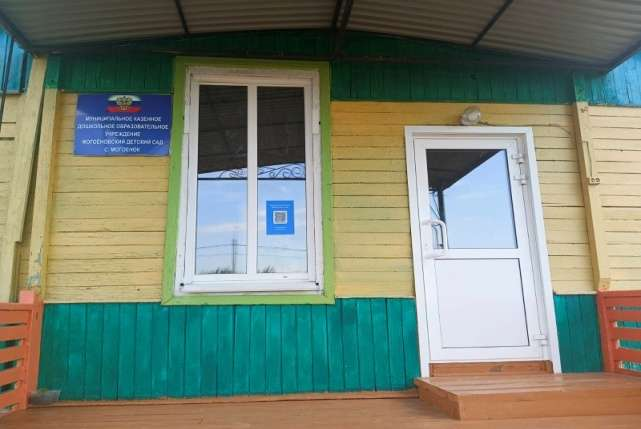 МУНИЦИПАЛЬНОЕ КАЗЕННОЕ
ДОШКОЛЬНОЕ ОБРАЗОВАТЕЛЬНОЕ
УЧРЕЖДЕНИЕ
МОГОЕНОВСКИЙ ДЕТСКИЙ САД
С. МОГОЕНОК